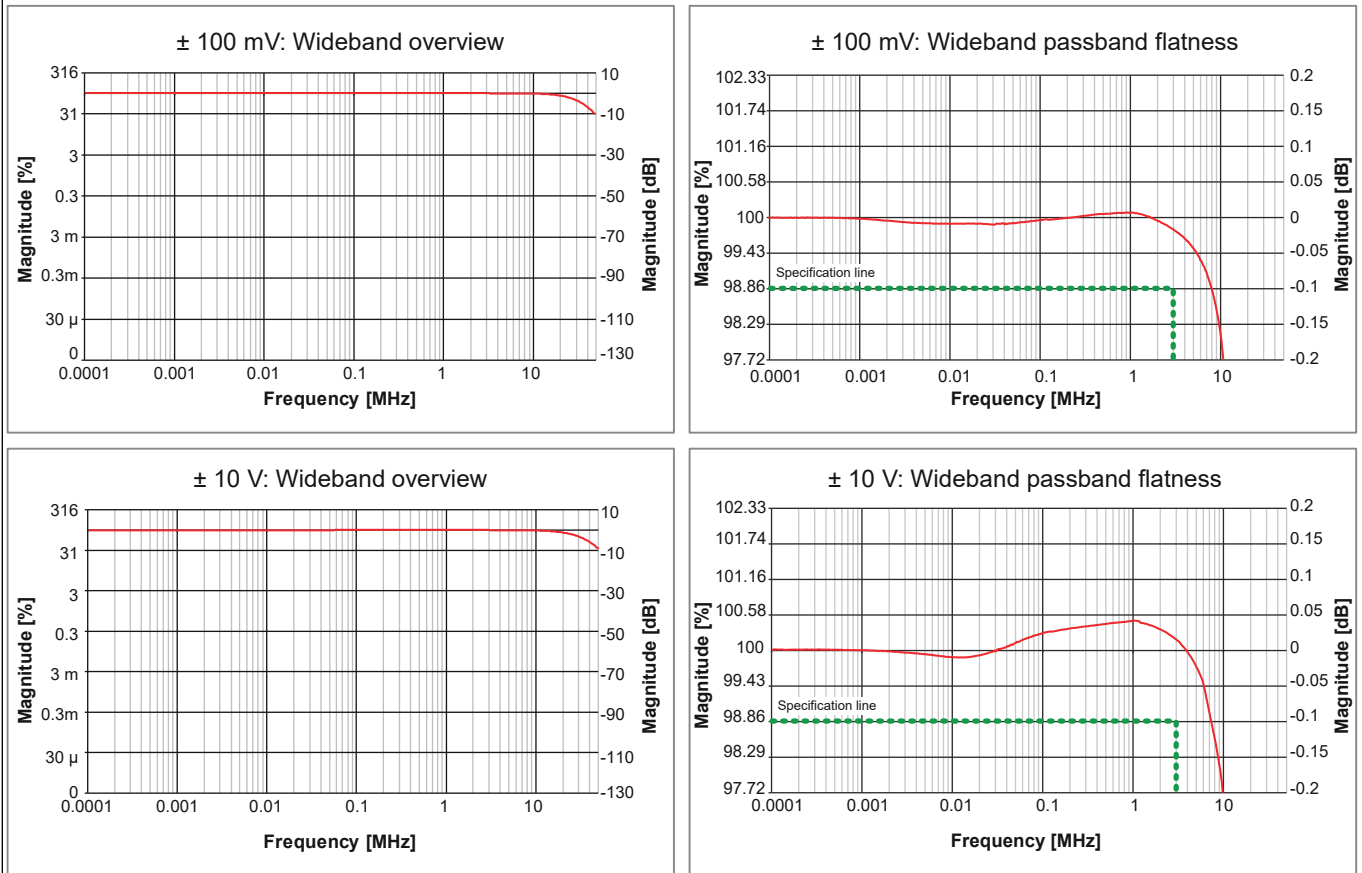 ± 100 mV: Wideband overview
316
31
3
0.3
3 m
0.3m
30 µ
0
10
-10
-30
-50
-70
-90
-110
-130
Magnitude [%]
Magnitude [dB]
0.0001 0.001 0.01 0.1 1 10
Frequency [MHz]
± 100 mV: Wideband passband flatness
102.33
101.74
101.16
100.58
100
99.43
98.86
98.29
97.72
0.2
0.15
0.1
0.05
0
-0.05
-0.1
-0.15
-0.2
Magnitude [%]
Magnitude [dB]
Specification line
0.0001 0.001 0.01 0.1 1 10
Frequency [MHz]
± 10 V: Wideband overview
316
31
3
0.3
3 m
0.3m
30 µ
0
10
-10
-30
-50
-70
-90
-110
-130
Magnitude [%]
Magnitude [dB]
0.0001 0.001 0.01 0.1 1 10
Frequency [MHz]
± 10 V: Wideband passband flatness
102.33
101.74
101.16
100.58
100
99.43
98.86
98.29
97.72
0.2
0.15
0.1
0.05
0
-0.05
-0.1
-0.15
-0.2
Magnitude [%]
Magnitude [dB]
Specification line
0.0001 0.001 0.01 0.1 1 10
Frequency [MHz]